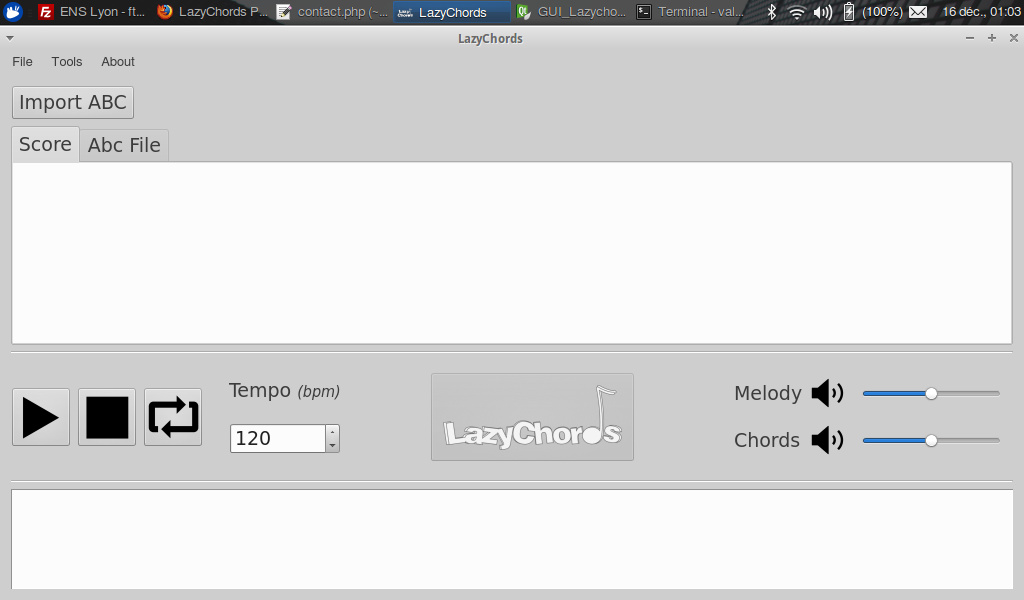 ENS Lyon - ft... LazyChords P... contact.php (~... LazyChords GUI_Lazycho... Terminal - val... (100%) 16 déc., 01:03
LazyChords
File Tools About
Import ABC
Score Abc File
Tempo (bpm)
120
LazyChords
Melody
Chords